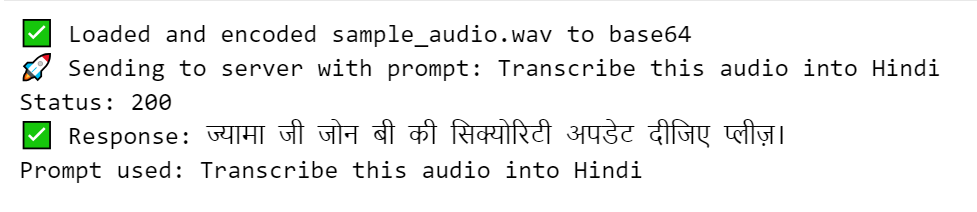 ✅ Loaded and encoded sample_audio.wav to base64
🚀 Sending to server with prompt: Transcribe this audio into Hindi
Status: 200
✅ Response: ज्यामा जी जोन बी की सिक्योरिटी अपडेट दीजिए प्लीज़।
Prompt used: Transcribe this audio into Hindi